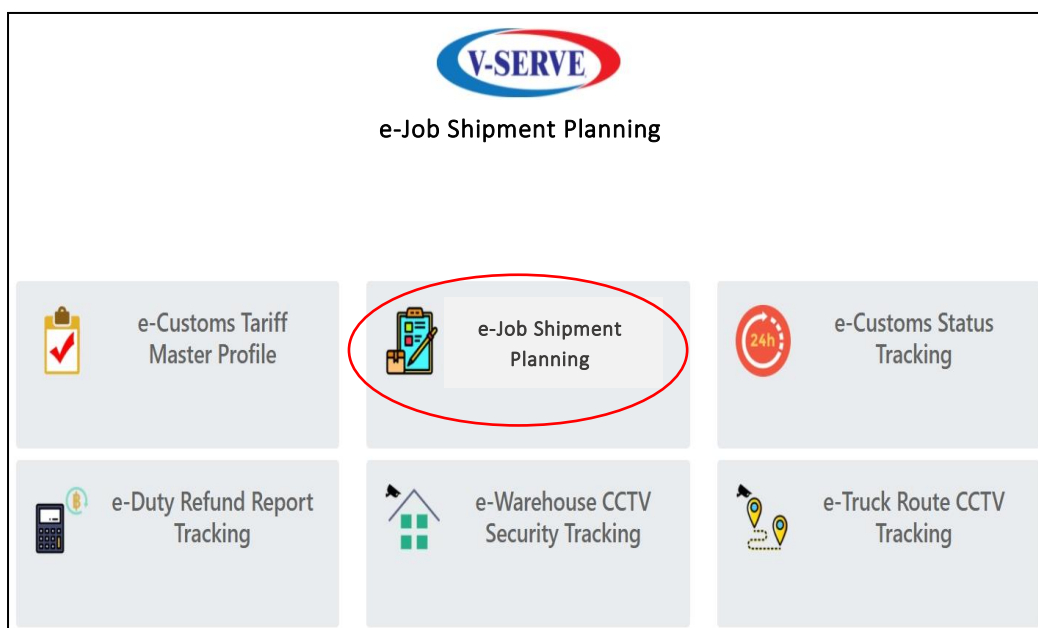 V-SERVE
e-Job Shipment Planning
e-Customs Tariff
Master Profile
e-Job Shipment
Planning
24h
e-Customs Status
Tracking
e-Duty Refund Report
Tracking
e-Warehouse CCTV
Security Tracking
e-Truck Route CCTV
Tracking